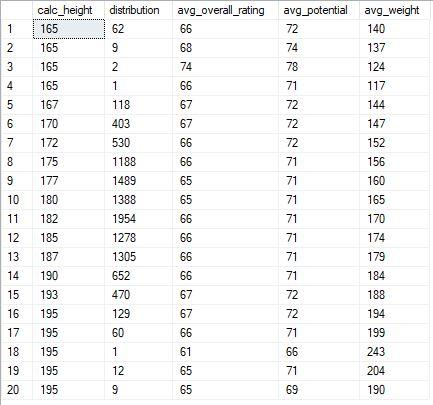 calc_height distribution avg_overall_rating avg_potential avg_weight
1 165 62 66 72 140
2 165 9 68 74 137
3 165 2 74 78 124
4 165 1 66 71 117
5 167 118 67 72 144
6 170 403 67 72 147
7 172 530 66 72 152
8 175 1188 66 71 156
9 177 1489 65 71 160
10 180 1388 65 71 165
11 182 1954 66 71 170
12 185 1278 66 71 174
13 187 1305 66 71 179
14 190 652 66 71 184
15 193 470 67 72 188
16 195 129 67 72 194
17 195 60 66 71 199
18 195 1 61 66 243
19 195 12 65 71 204
20 195 9 65 69 190